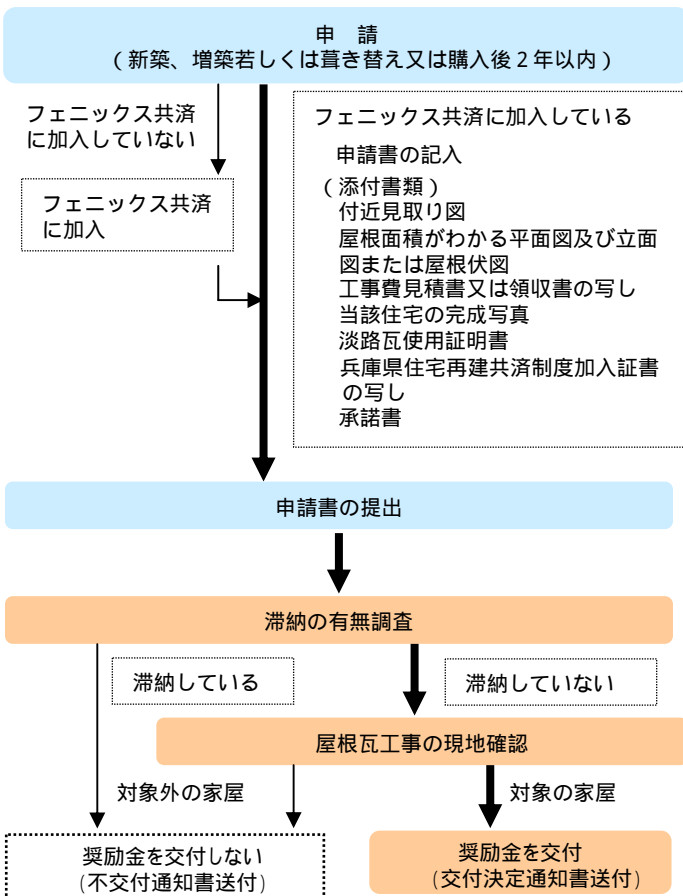 申　請
（新築、増築若しくは葺き替え又は購入後２年以内）
フェニックス共済
に加入していない
フェニックス共済
に加入
フェニックス共済に加入している
申請書の記入
（添付書類）
付近見取り図
屋根面積がわかる平面図及び立面
図または屋根伏図
工事費見積書又は領収書の写し
当該住宅の完成写真
淡路瓦使用証明書
兵庫県住宅再建共済制度加入証書
の写し
承諾書
申請書の提出
滞納の有無調査
滞納している
滞納していない
屋根瓦工事の現地確認
対象外の家屋
対象の家屋
奨励金を交付しない
(不交付通知書送付)
奨励金を交付
(交付決定通知書送付)